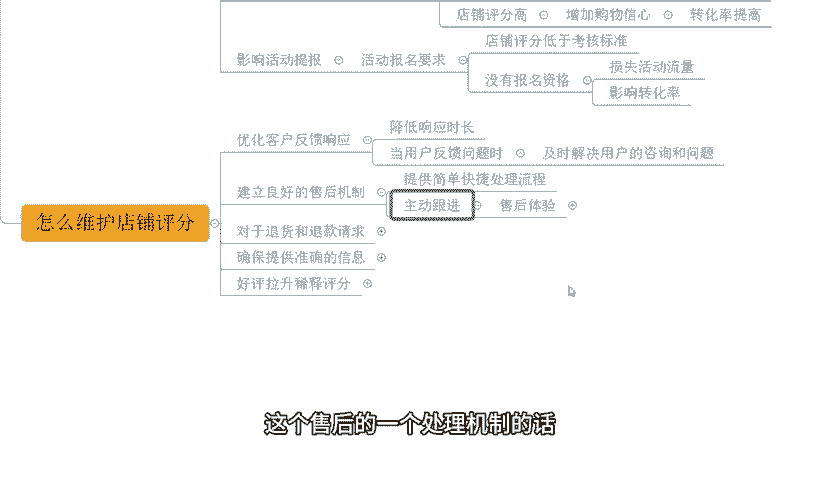 店铺评分高 增加购物信心 转化率提高
影响活动提报 活动报名要求 店铺评分低于考核标准
没有报名资格 损失活动流量
影响转化率
怎么维护店铺评分
优化客户反馈响应 降低响应时长
当用户反馈问题时 及时解决用户的咨询和问题
建立良好的售后机制 提供简单快捷处理流程
主动跟进 售后体验
对于退货和退款请求
确保提供准确的信息
好评拉升稀释评分
这个售后的一个处理机制的话